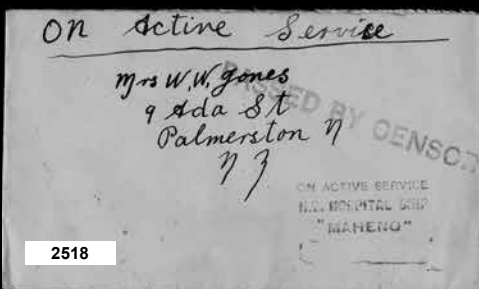 On Active Service
Mrs W. W. Jones
9 Ada St
Palmerston N
N Z
PASSED BY CENSOR
ON ACTIVE SERVICE
H.S. HOSPITAL SHIP
"MAHENO"
2518